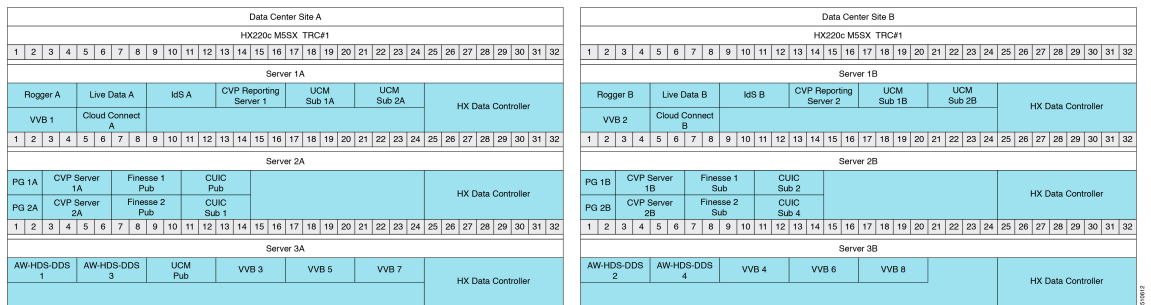 Data Center Site A
HX220c M5SX TRC#1
1 2 3 4 5 6 7 8 9 10 11 12 13 14 15 16 17 18 19 20 21 22 23 24 25 26 27 28 29 30 31 32
Server 1A
Rogger A
Live Data A
IdS A
CVP Reporting
Server 1
UCM
Sub 1A
UCM
Sub 2A
HX Data Controller
VVB 1
Cloud Connect
A
1 2 3 4 5 6 7 8 9 10 11 12 13 14 15 16 17 18 19 20 21 22 23 24 25 26 27 28 29 30 31 32
Server 2A
PG 1A
CVP Server
1A
Finesse 1
Pub
CUIC
Pub
HX Data Controller
PG 2A
CVP Server
2A
Finesse 2
Pub
CUIC
Sub 1
1 2 3 4 5 6 7 8 9 10 11 12 13 14 15 16 17 18 19 20 21 22 23 24 25 26 27 28 29 30 31 32
Server 3A
AW-HDS-DDS
1
AW-HDS-DDS
3
UCM
Pub
VVB 3
VVB 5
VVB 7
HX Data Controller
Data Center Site B
HX220c M5SX TRC#1
1 2 3 4 5 6 7 8 9 10 11 12 13 14 15 16 17 18 19 20 21 22 23 24 25 26 27 28 29 30 31 32
Server 1B
Rogger B
Live Data B
IdS B
CVP Reporting
Server 2
UCM
Sub 1B
UCM
Sub 2B
HX Data Controller
VVB 2
Cloud Connect
B
1 2 3 4 5 6 7 8 9 10 11 12 13 14 15 16 17 18 19 20 21 22 23 24 25 26 27 28 29 30 31 32
Server 2B
PG 1B
CVP Server
1B
Finesse 1
Sub
CUIC
Sub 2
HX Data Controller
PG 2B
CVP Server
2B
Finesse 2
Sub
CUIC
Sub 4
1 2 3 4 5 6 7 8 9 10 11 12 13 14 15 16 17 18 19 20 21 22 23 24 25 26 27 28 29 30 31 32
Server 3B
AW-HDS-DDS
2
AW-HDS-DDS
4
VVB 4
VVB 6
VVB 8
HX Data Controller
510612